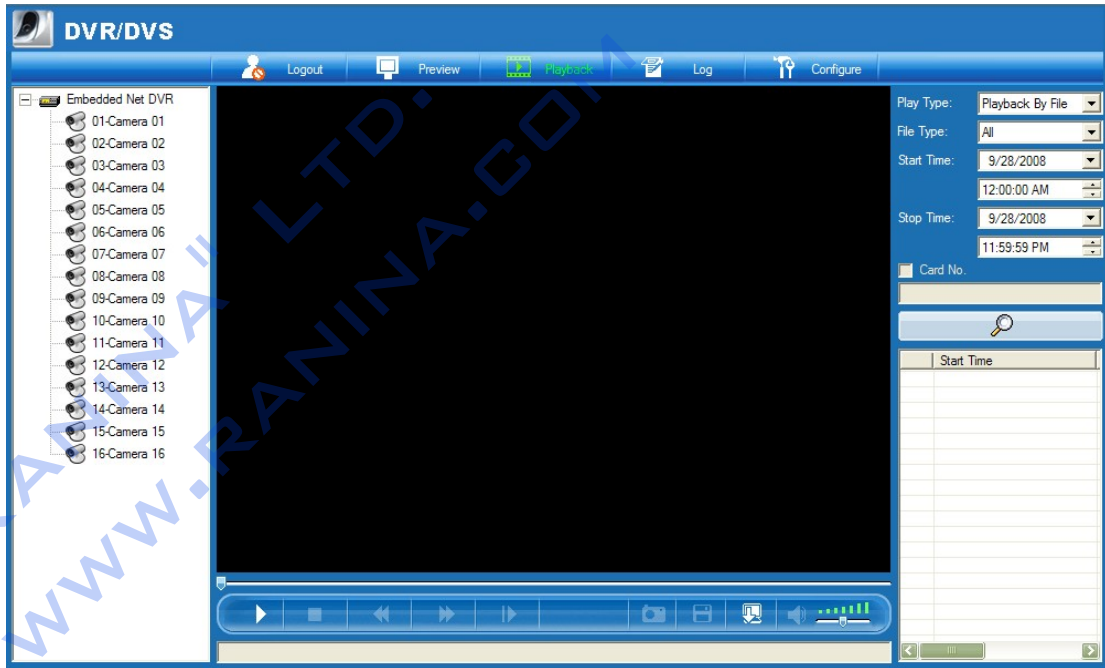 DVR/DVS
Logout Preview Playback Log Configure
Embedded Net DVR
01-Camera 01
02-Camera 02
03-Camera 03
04-Camera 04
05-Camera 05
06-Camera 06
07-Camera 07
08-Camera 08
09-Camera 09
10-Camera 10
11-Camera 11
12-Camera 12
13-Camera 13
14-Camera 14
15-Camera 15
16-Camera 16
Play Type: Playback By File
File Type: All
Start Time: 9/28/2008
12:00:00 AM
Stop Time: 9/28/2008
11:59:59 PM
Card No.
Start Time
RANINA" LTD.
WWW.RANINA.COM